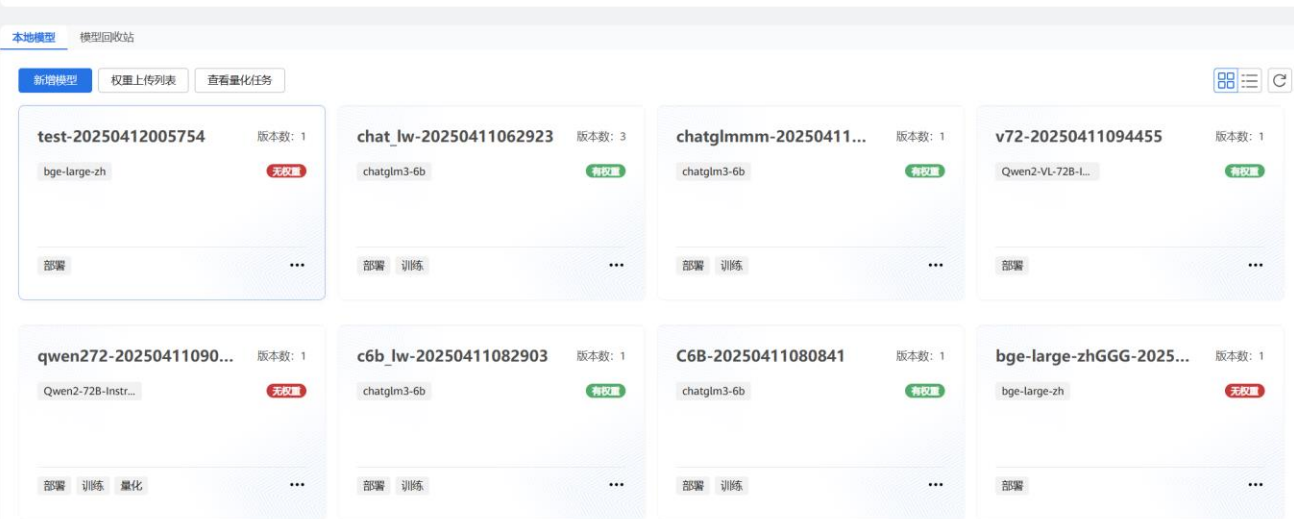 本地模型 模型回收站
新增模型 权重上传列表 查看量化任务
test-20250412005754 版本数: 1
bge-large-zh 无权重
部署
chat_lw-20250411062923 版本数: 3
chatglm3-6b 有权重
部署 训练
chatglmmm-20250411... 版本数: 1
chatglm3-6b 有权重
部署 训练
v72-20250411094455 版本数: 1
Qwen2-VL-72B-I... 有权重
部署
qwen272-20250411090... 版本数: 1
Qwen2-72B-Instr... 无权重
部署 训练 量化
c6b_lw-20250411082903 版本数: 1
chatglm3-6b 有权重
部署 训练
C6B-20250411080841 版本数: 1
chatglm3-6b 有权重
部署 训练
bge-large-zhGGG-2025... 版本数: 1
bge-large-zh 无权重
部署